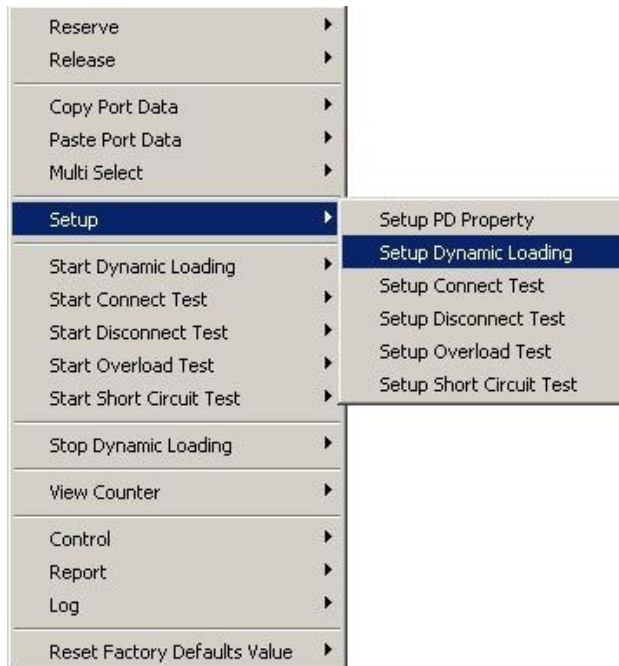 Reserve
Release
Copy Port Data
Paste Port Data
Multi Select
Setup
Start Dynamic Loading
Start Connect Test
Start Disconnect Test
Start Overload Test
Start Short Circuit Test
Stop Dynamic Loading
View Counter
Control
Report
Log
Reset Factory Defaults Value
Setup PD Property
Setup Dynamic Loading
Setup Connect Test
Setup Disconnect Test
Setup Overload Test
Setup Short Circuit Test